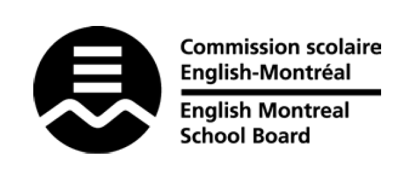 Commission scolaire
English-Montréal
English Montreal
School Board